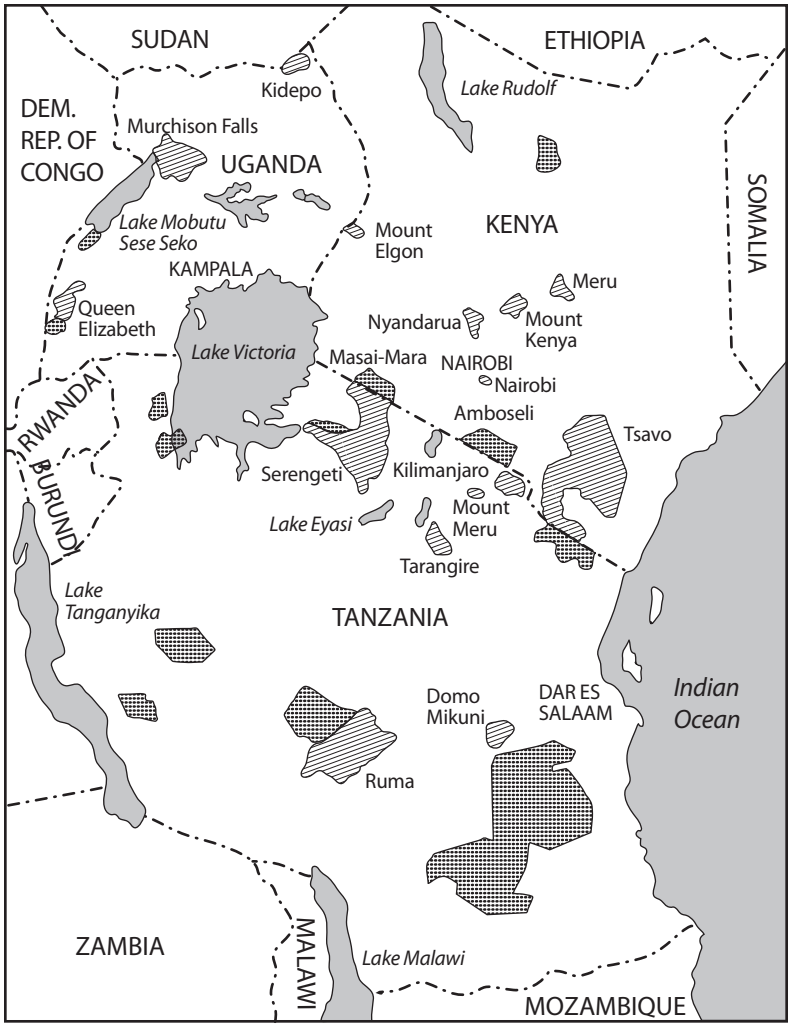 SUDAN
ETHIOPIA
Kidepo
Lake Rudolf
DEM.
REP. OF
CONGO
Murchison Falls
UGANDA
SOMALIA
Lake Mobutu
Sese Seko
Mount
Elgon
KENYA
KAMPALA
Meru
Queen
Elizabeth
Nyandarua
Mount
Kenya
Lake Victoria
Masai-Mara
NAIROBI
Nairobi
RWANDA
Amboseli
Tsavo
BURUNDI
Serengeti
Kilimanjaro
Lake Eyasi
Mount
Meru
Tarangire
Lake
Tanganyika
TANZANIA
Domo
Mikuni
DAR ES
SALAAM
Indian
Ocean
Ruma
ZAMBIA
MALAWI
Lake Malawi
MOZAMBIQUE